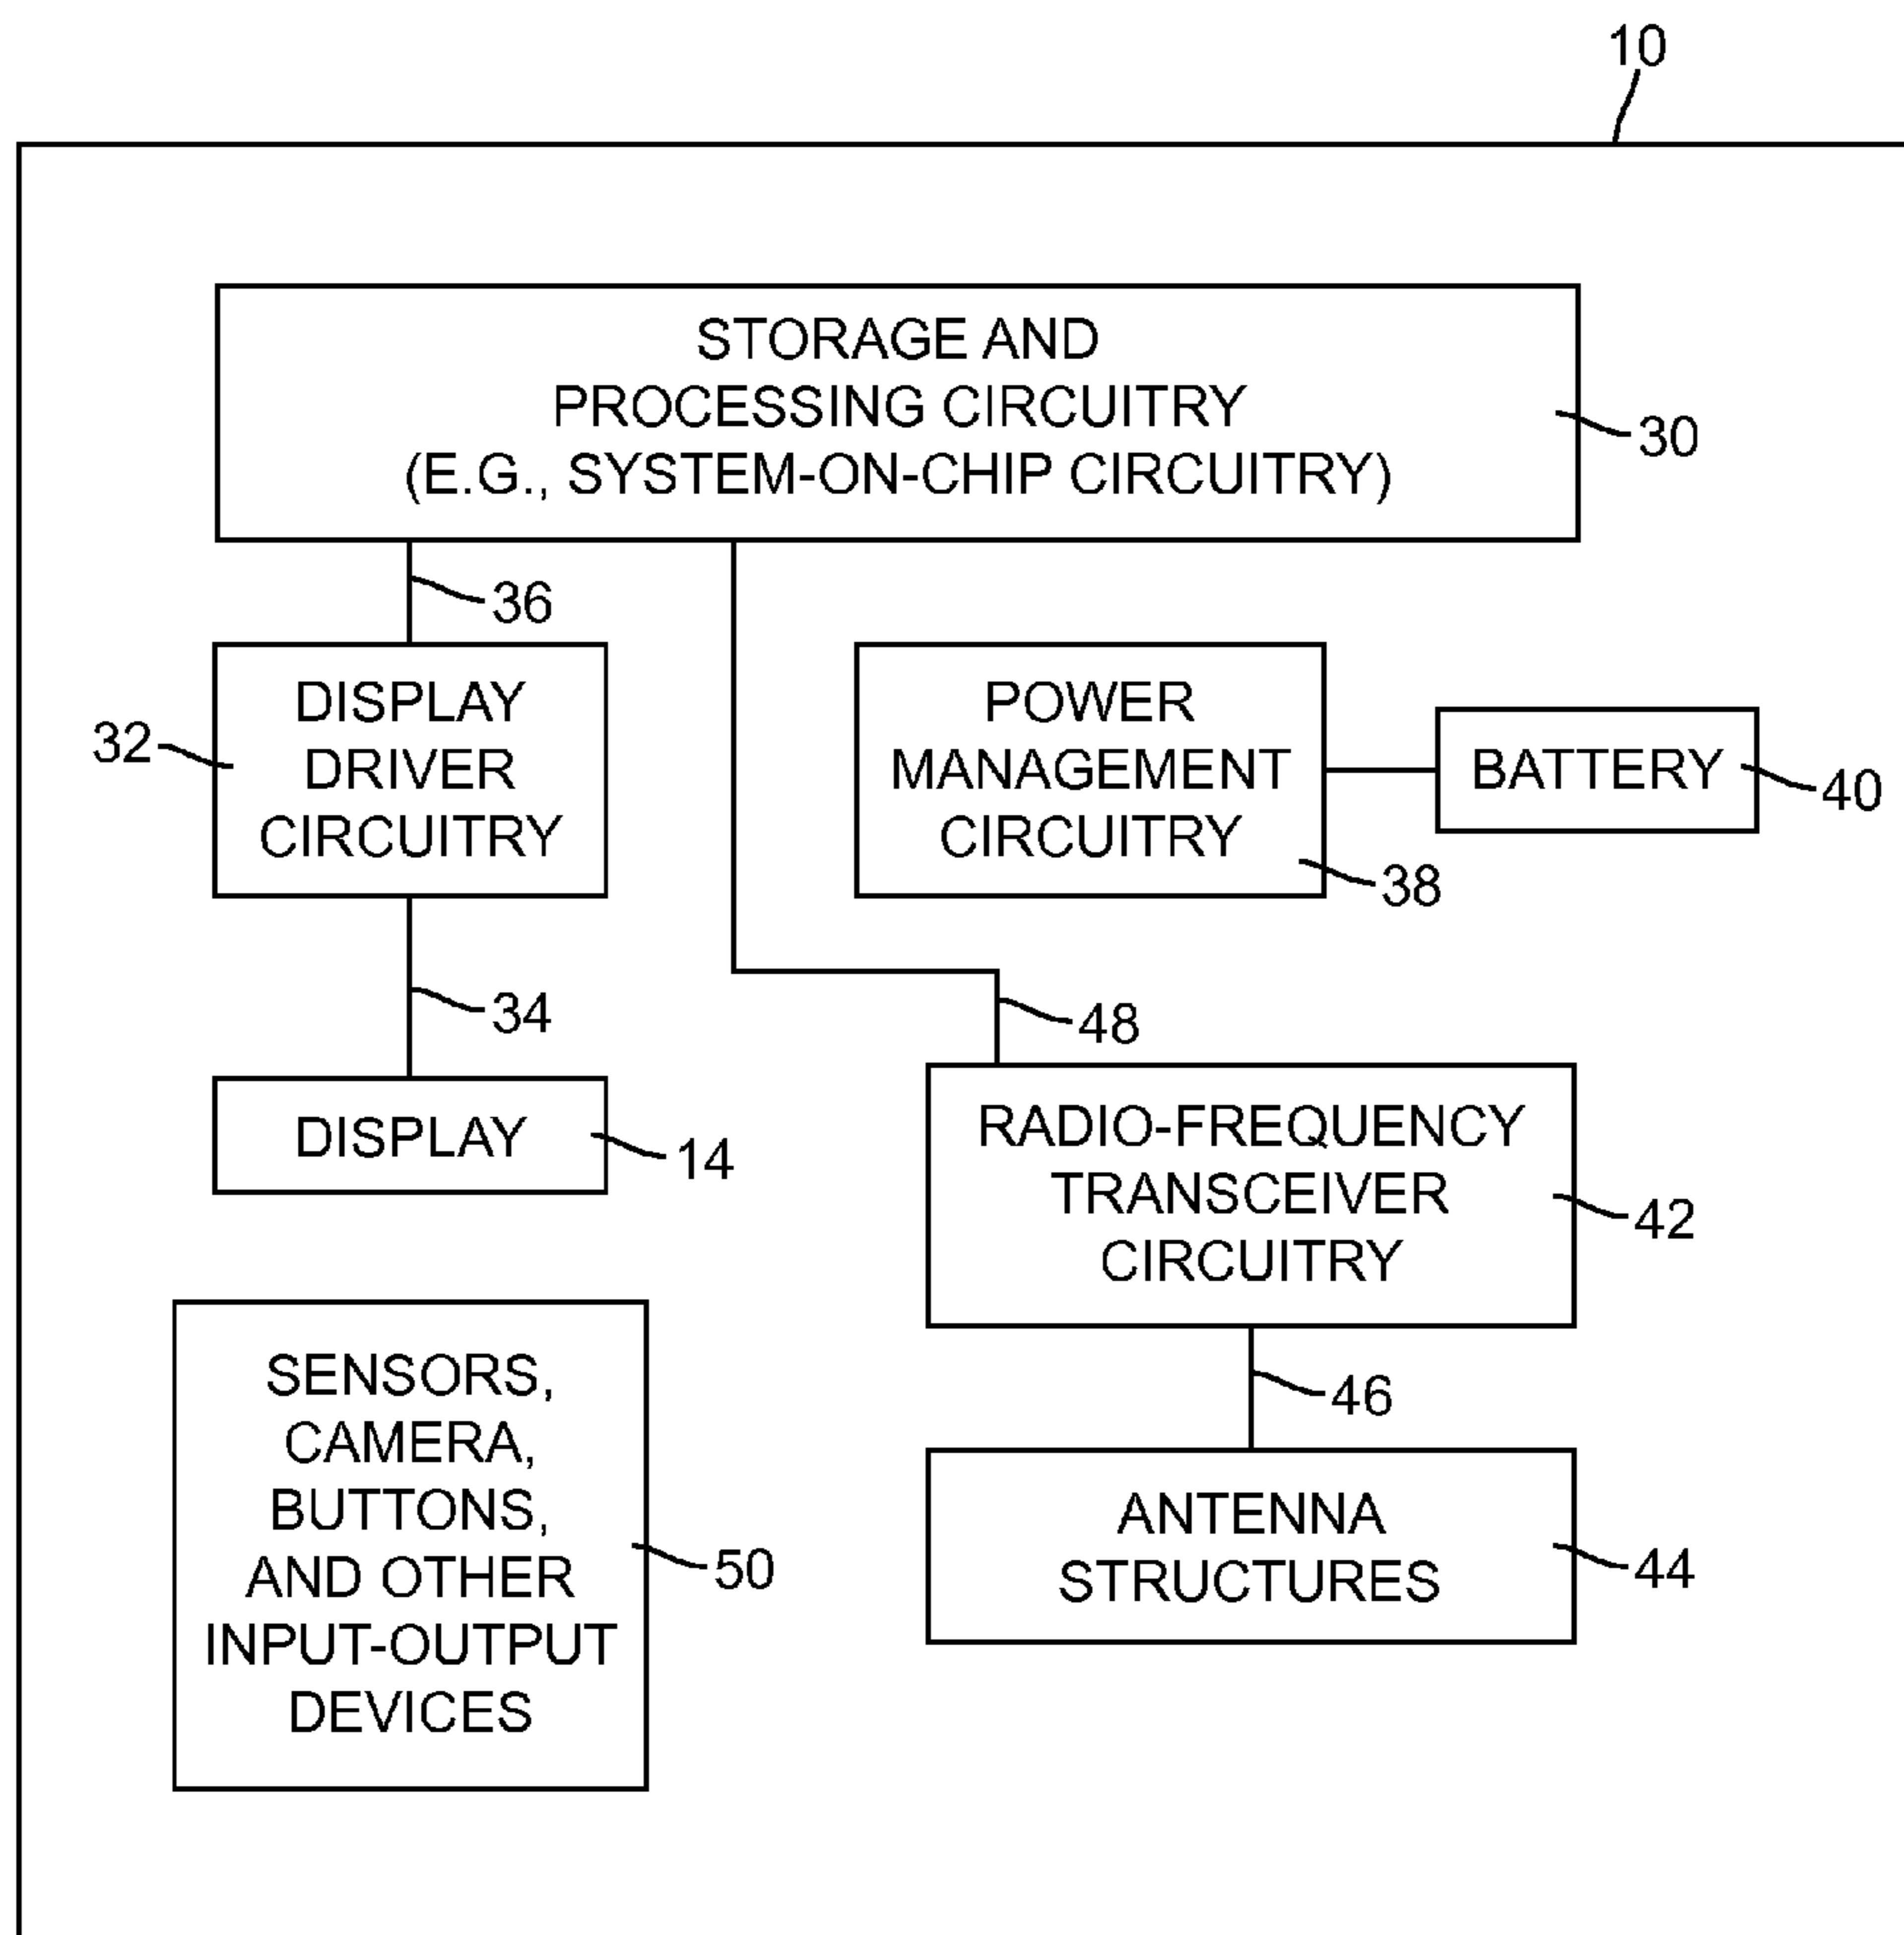 10
STORAGE AND
PROCESSING CIRCUITRY
(E.G., SYSTEM-ON-CHIP CIRCUITRY)
30
36
DISPLAY
DRIVER
CIRCUITRY
32
POWER
MANAGEMENT
CIRCUITRY
38
BATTERY
40
34
48
DISPLAY
14
RADIO-FREQUENCY
TRANSCEIVER
CIRCUITRY
42
46
SENSORS,
CAMERA,
BUTTONS,
AND OTHER
INPUT-OUTPUT
DEVICES
50
ANTENNA
STRUCTURES
44